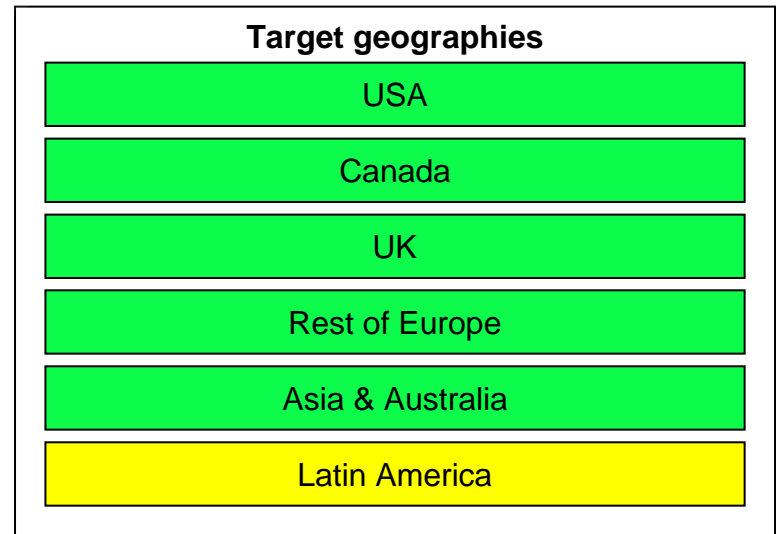 Target geographies
USA
Canada
UK
Rest of Europe
Asia & Australia
Latin America